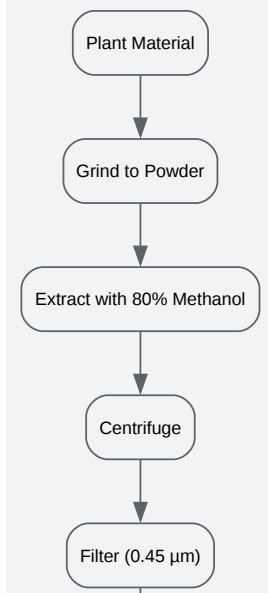 Plant Material
Grind to Powder
Extract with 80% Methanol
Centrifuge
Filter (0.45 µm)